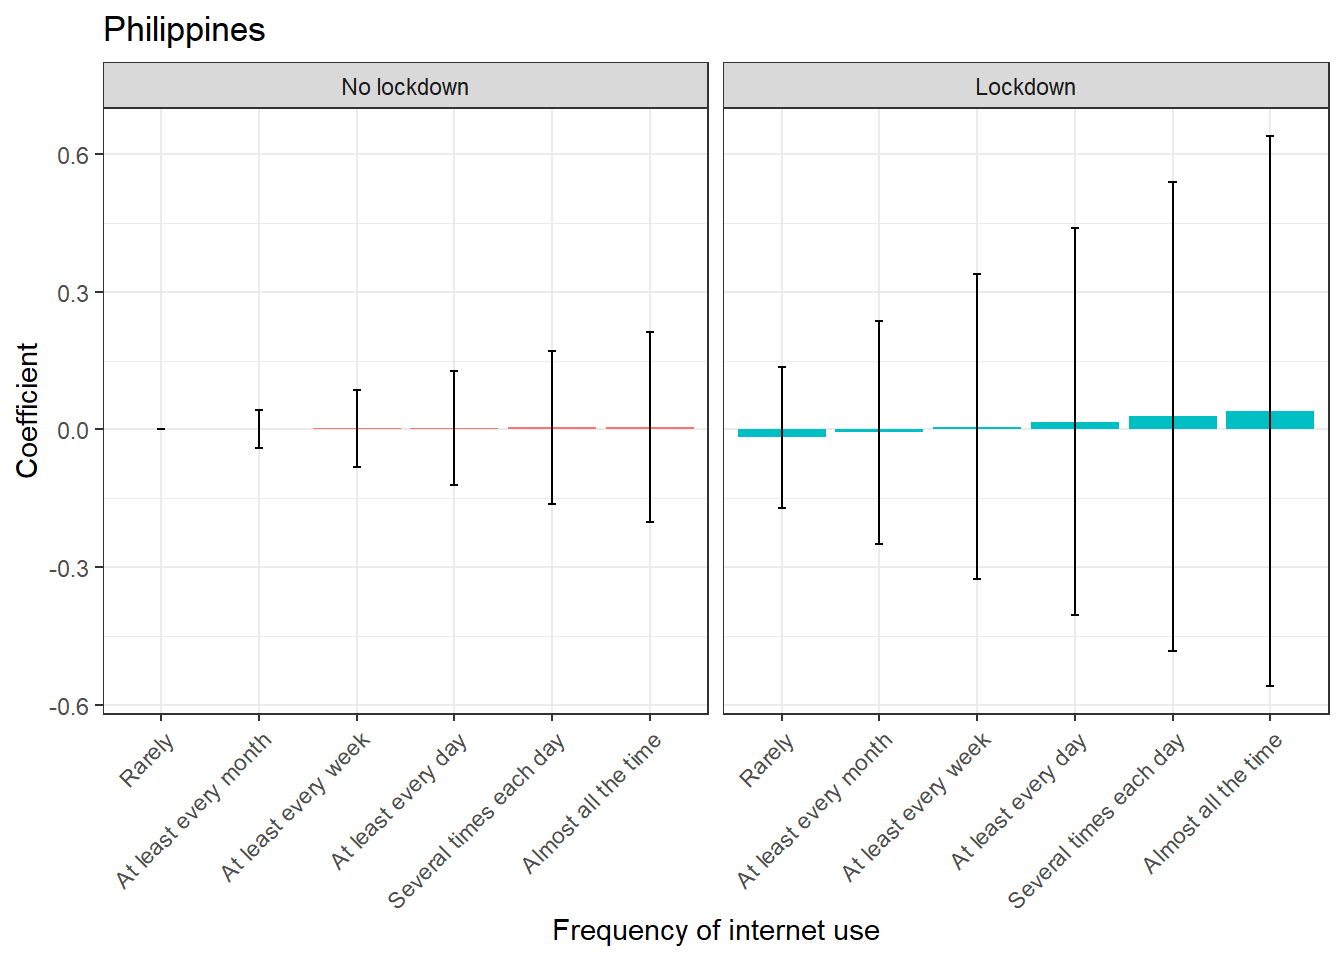 Philippines
No lockdown
Lockdown
Coefficient
0.6
0.3
0.0
-0.3
-0.6
Rarely
At least every month
At least every week
At least every day
Several times each day
Almost all the time
Rarely
At least every month
At least every week
At least every day
Several times each day
Almost all the time
Frequency of internet use